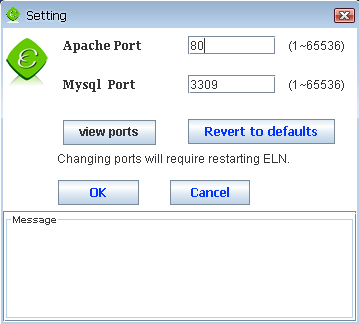 Setting
Apache Port 80 (1~65536)
Mysql Port 3309 (1~65536)
view ports Revert to defaults
Changing ports will require restarting ELN.
OK Cancel
Message